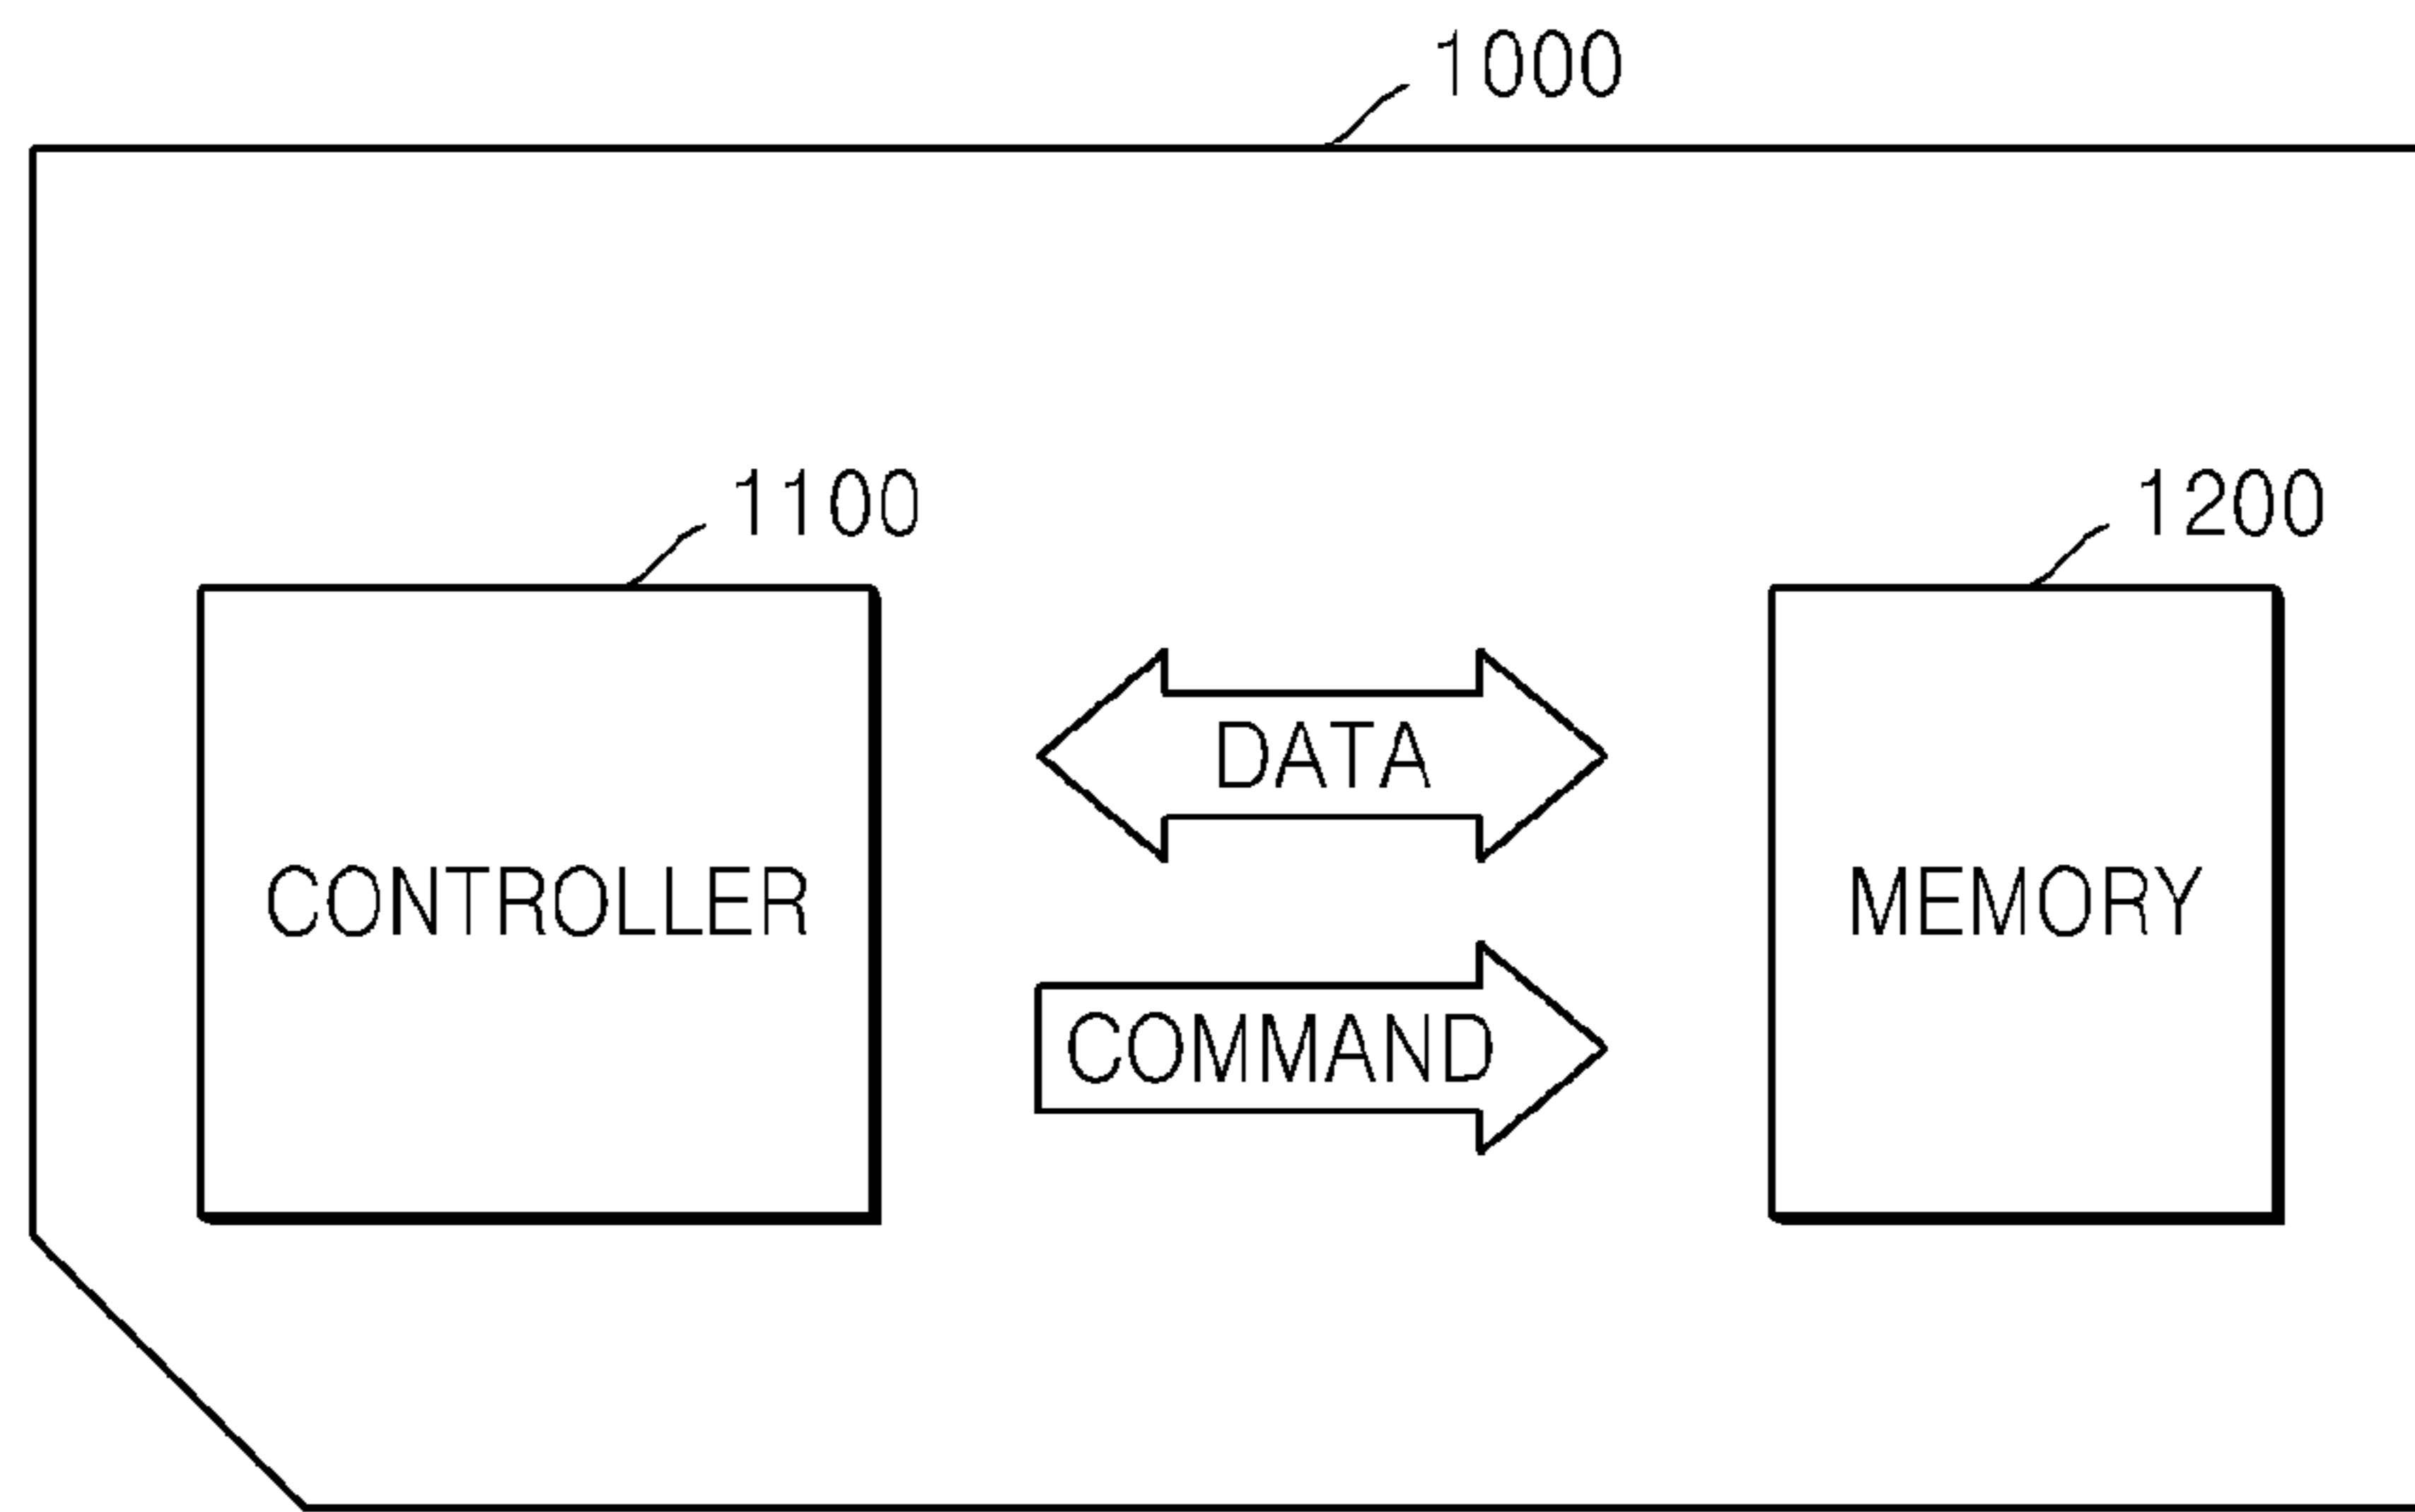 1000
1100
1200
DATA
CONTROLLER
MEMORY
COMMAND